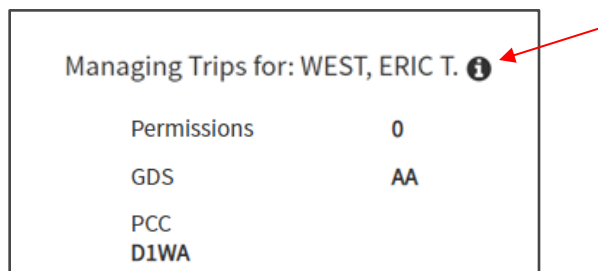 Managing Trips for: WEST, ERIC T.
Permissions 0
GDS AA
PCC
D1WA